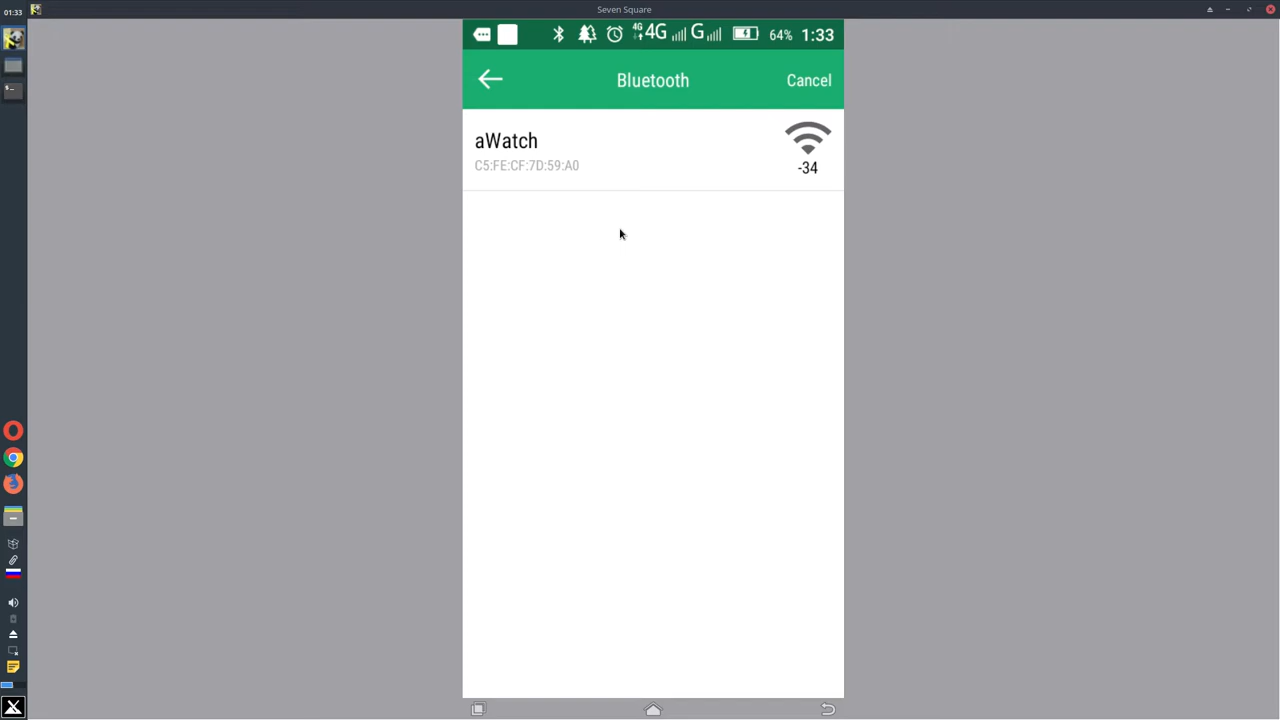 01:33
Seven Square
4G 4G G 64% 1:33
Bluetooth
Cancel
aWatch
C5:FE:CF:7D:59:A0
-34